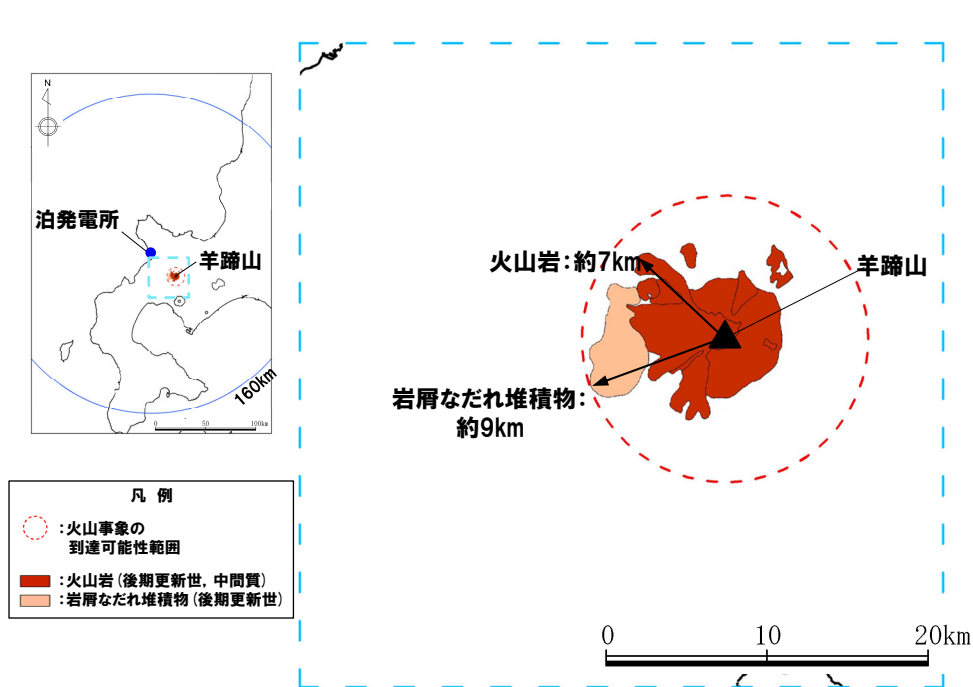 N
泊発電所
羊蹄山
160km
0 50 100km
火山岩：約7km
羊蹄山
岩屑なだれ堆積物：
約9km
凡 例
：火山事象の
到達可能性範囲
：火山岩（後期更新世，中間質）
：岩屑なだれ堆積物（後期更新世）
0 10 20km